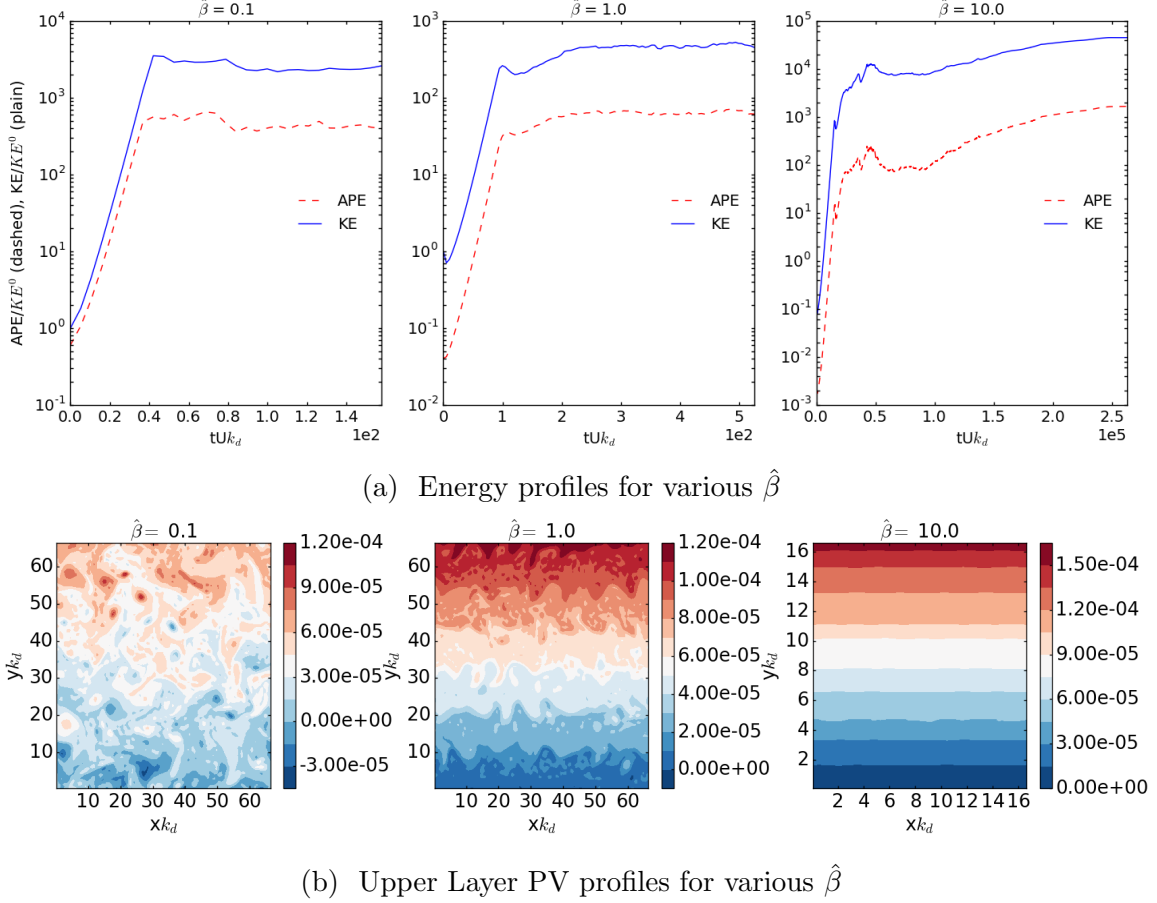 β̂ = 0.1 β̂ = 1.0 β̂ = 10.0
APE/KE⁰ (dashed), KE/KE⁰ (plain)
10⁴ 10³ 10² 10¹ 10⁰ 10⁻¹
APE
KE
0.0 0.2 0.4 0.6 0.8 1.0 1.2 1.4
1e2
tUk_d
10³ 10² 10¹ 10⁰ 10⁻¹ 10⁻²
APE
KE
0 1 2 3 4 5
1e2
tUk_d
10⁵ 10⁴ 10³ 10² 10¹ 10⁰ 10⁻¹ 10⁻² 10⁻³
APE
KE
0.0 0.5 1.0 1.5 2.0 2.5
1e5
tUk_d
(a) Energy profiles for various β̂
β̂ = 0.1
yk_d
60 50 40 30 20 10
10 20 30 40 50 60
xk_d
1.20e-04
9.00e-05
6.00e-05
3.00e-05
0.00e+00
-3.00e-05
β̂ = 1.0
yk_d
60 50 40 30 20 10
10 20 30 40 50 60
xk_d
1.20e-04
1.00e-04
8.00e-05
6.00e-05
4.00e-05
2.00e-05
0.00e+00
β̂ = 10.0
yk_d
16 14 12 10 8 6 4 2
2 4 6 8 10 12 14 16
xk_d
1.50e-04
1.20e-04
9.00e-05
6.00e-05
3.00e-05
0.00e+00
(b) Upper Layer PV profiles for various β̂